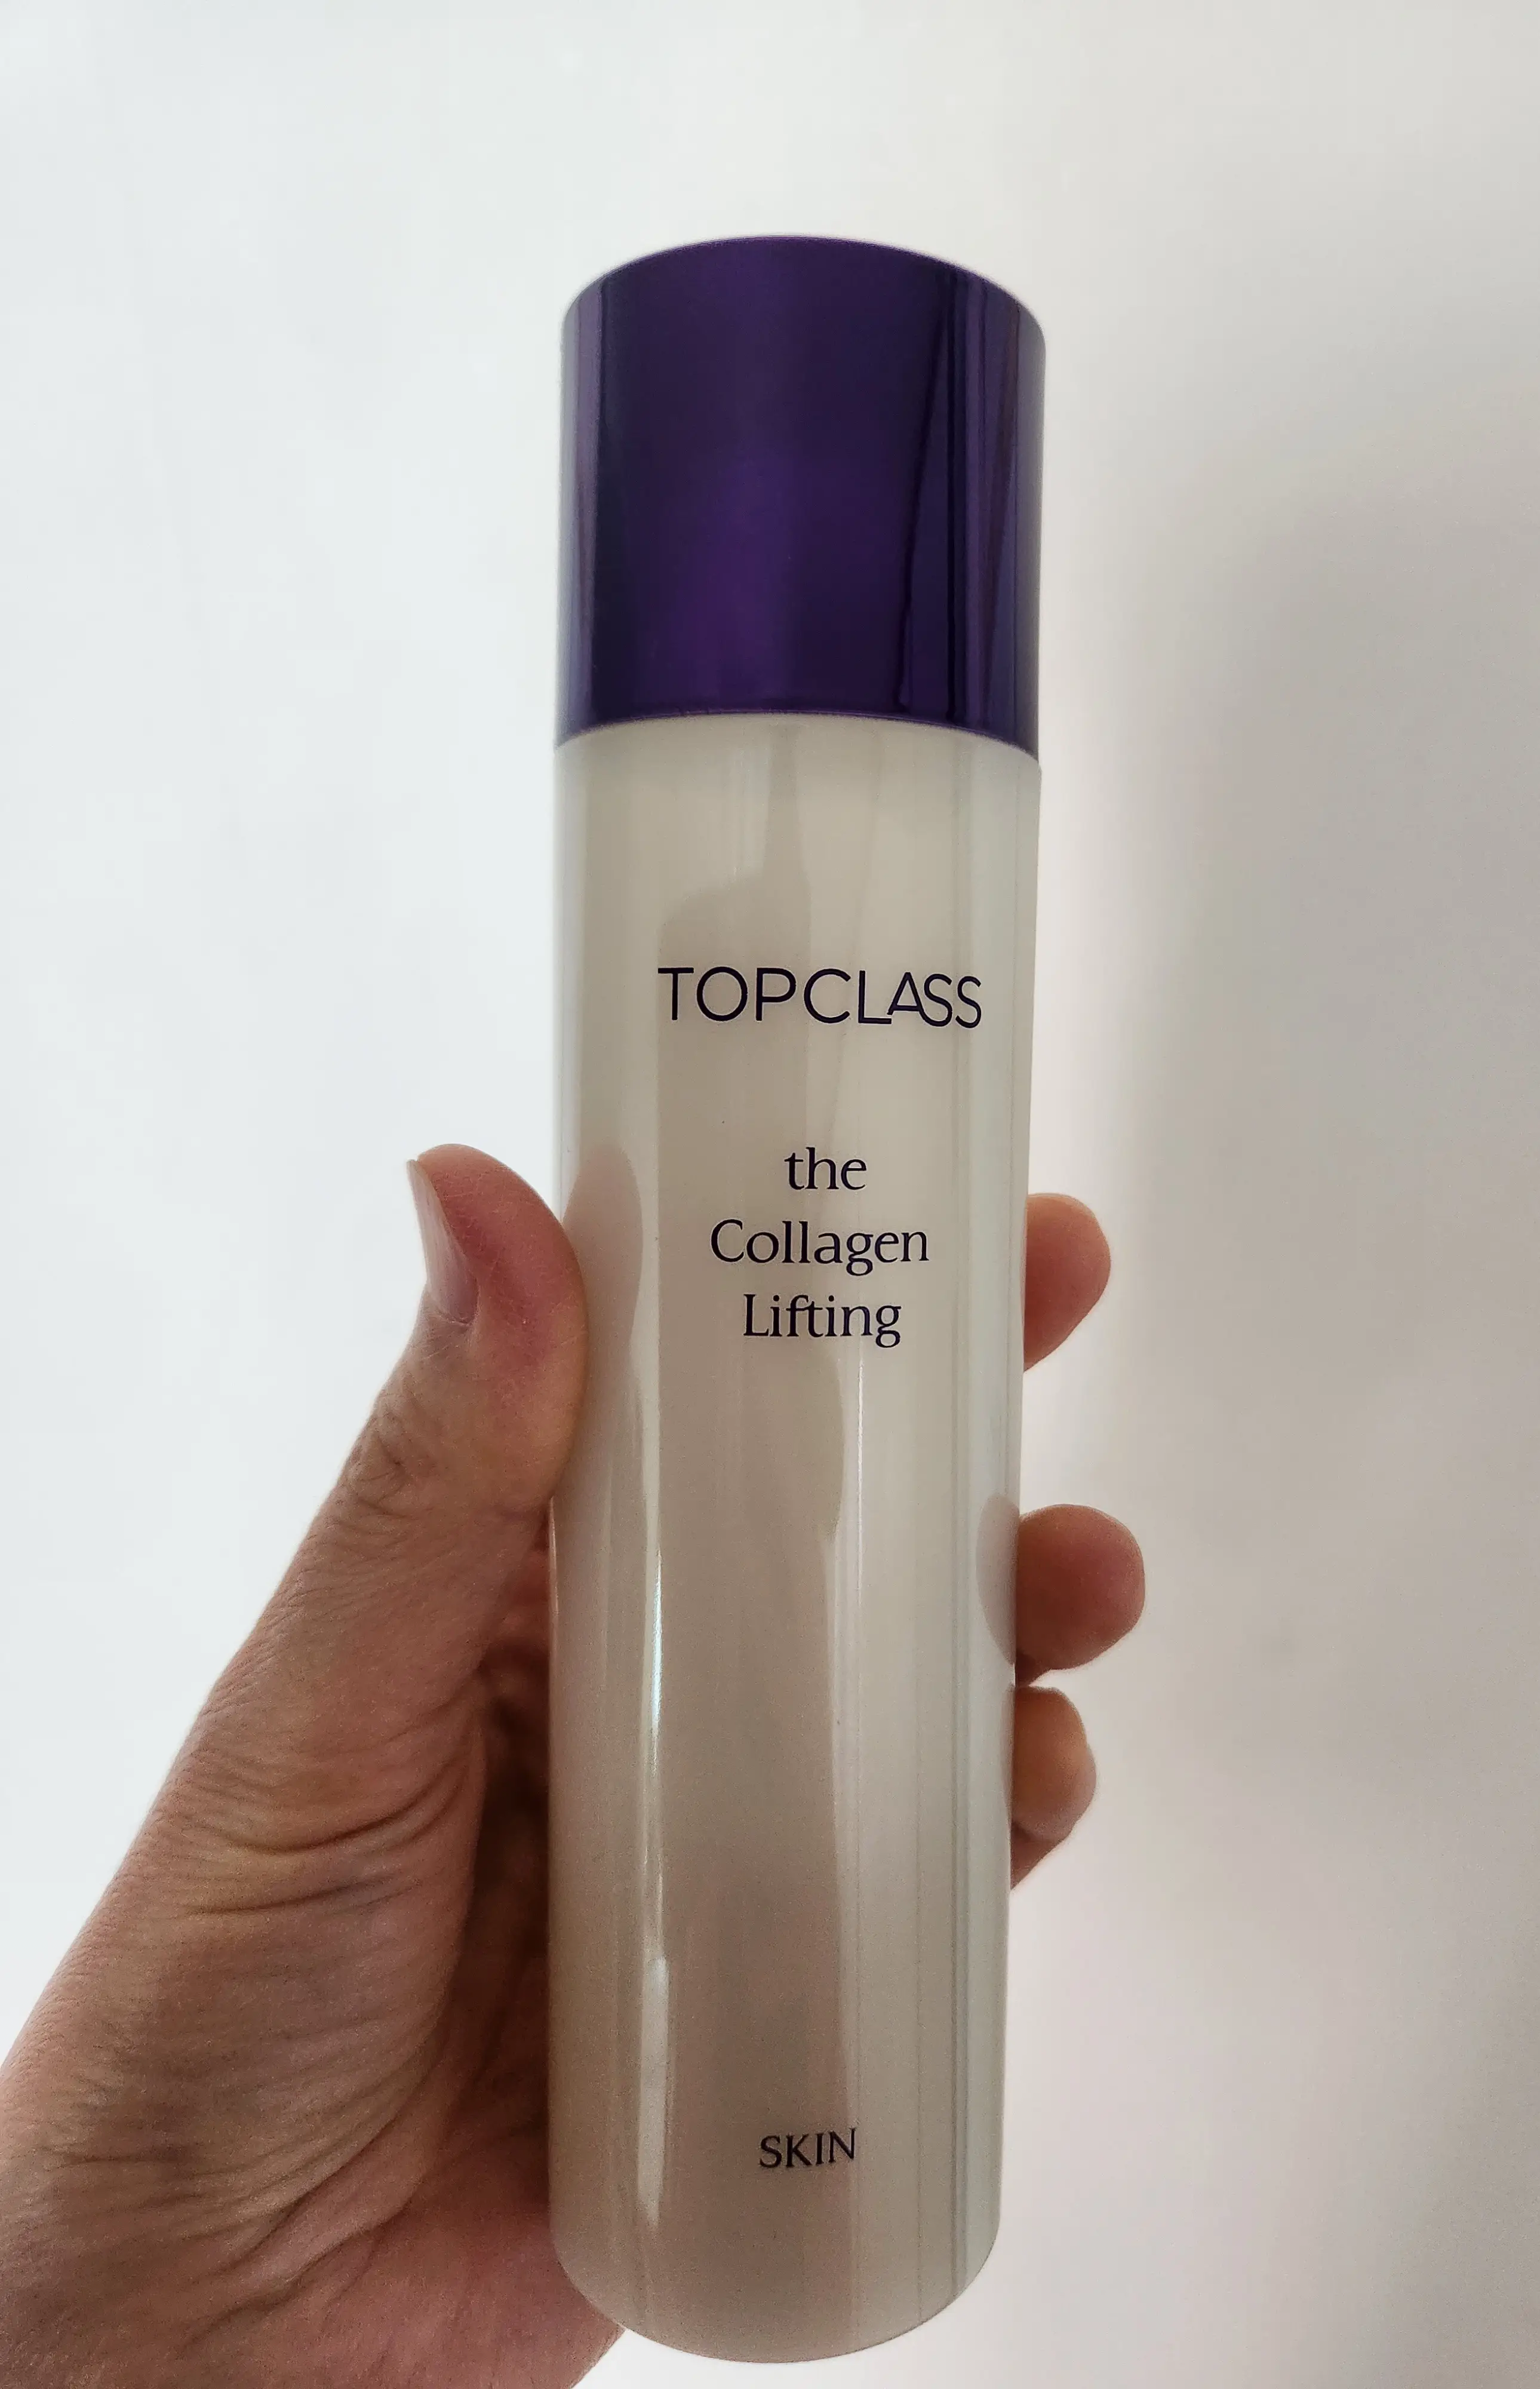 TOPCLASS
the
Collagen
Lifting
SKIN